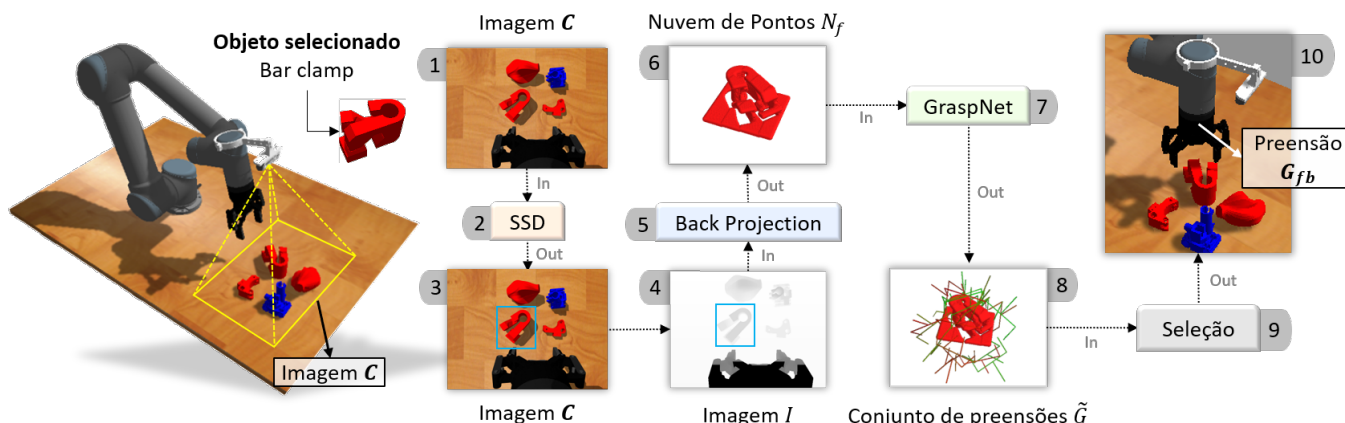 Objeto selecionado
Bar clamp
Imagem C
Imagem C
1
In
2
SSD
Out
3
Imagem C
4
Imagem I
In
5
Back Projection
Out
6
Nuvem de Pontos N_f
In
GraspNet
7
Out
8
Conjunto de preensões G̃
In
Seleção
9
Out
10
Preensão
G_fb